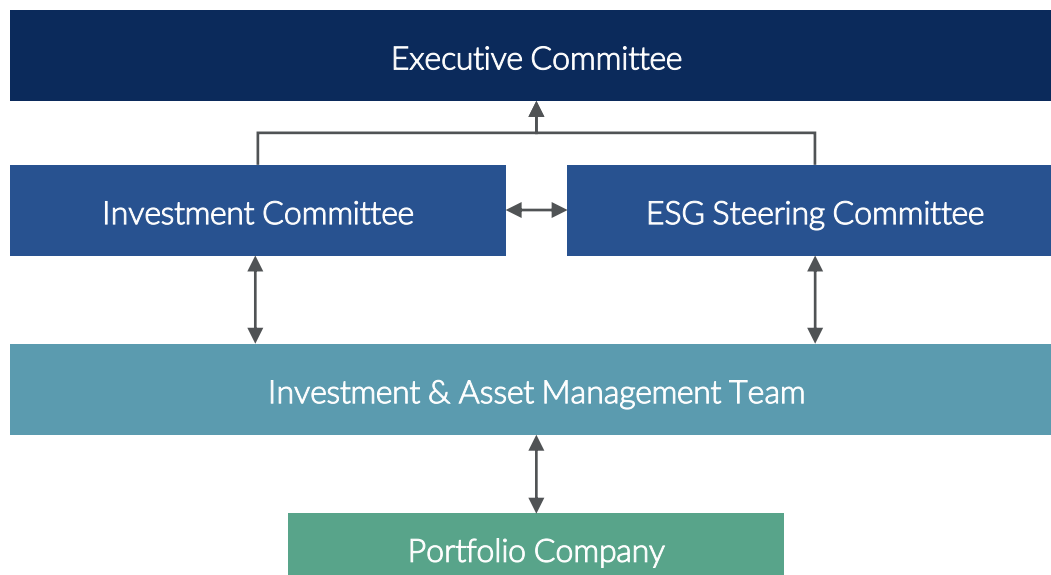 Executive Committee
Investment Committee
ESG Steering Committee
Investment & Asset Management Team
Portfolio Company